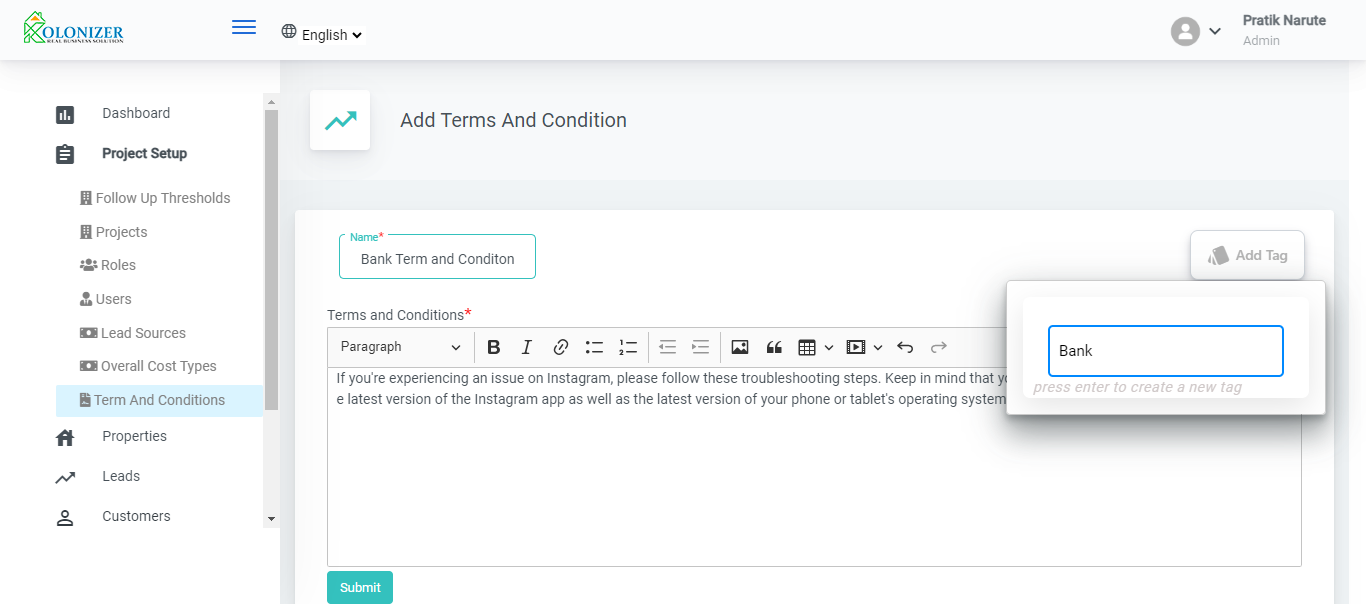 KOLONIZER
REAL BUSINESS SOLUTION
English
Pratik Narute
Admin
Dashboard
Project Setup
Follow Up Thresholds
Projects
Roles
Users
Lead Sources
Overall Cost Types
Term And Conditions
Properties
Leads
Customers
Add Terms And Condition
Name*
Bank Term and Conditon
Add Tag
Bank
press enter to create a new tag
Terms and Conditions*
Paragraph
If you're experiencing an issue on Instagram, please follow these troubleshooting steps. Keep in mind that
e latest version of the Instagram app as well as the latest version of your phone or tablet's operating system
Submit